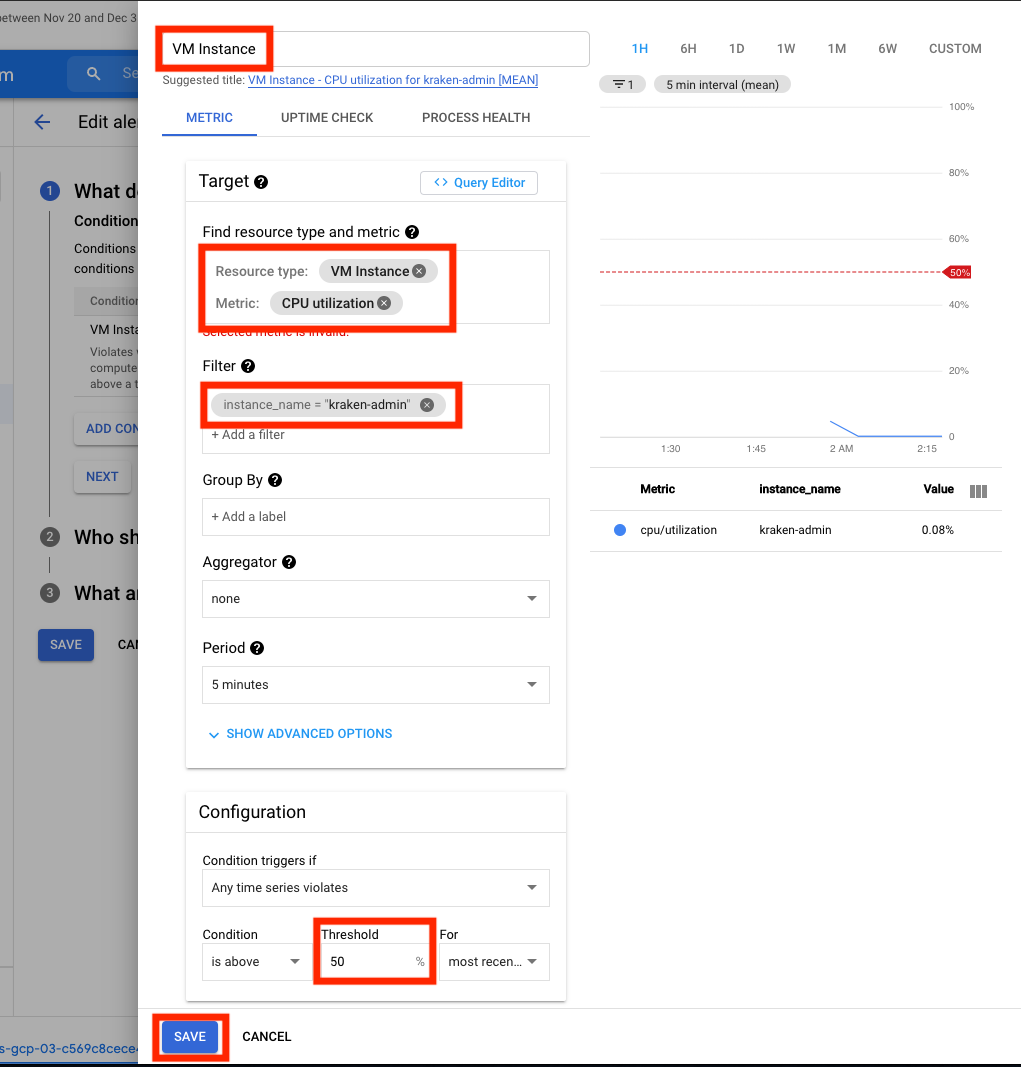 between Nov 20 and Dec 3
VM Instance
Suggested title: VM Instance - CPU utilization for kraken-admin [MEAN]
METRIC
UPTIME CHECK
PROCESS HEALTH
m
Se
Edit ale
1
What d
Condition
Conditions
conditions
Conditio
VM Insta
Violates
compute
above a t
ADD CON
NEXT
2
Who sh
3
What a
SAVE
CAN
s-gcp-03-c569c8cece4
Target
Query Editor
Find resource type and metric
Resource type: VM Instance
Metric: CPU utilization
Selected metric is invalid.
Filter
instance_name = "kraken-admin"
+ Add a filter
Group By
+ Add a label
Aggregator
none
Period
5 minutes
SHOW ADVANCED OPTIONS
Configuration
Condition triggers if
Any time series violates
Condition Threshold For
is above 50 % most recen...
SAVE CANCEL
1H 6H 1D 1W 1M 6W CUSTOM
1 5 min interval (mean)
100%
80%
60%
50%
40%
20%
0
1:30 1:45 2 AM 2:15
Metric instance_name Value
cpu/utilization kraken-admin 0.08%